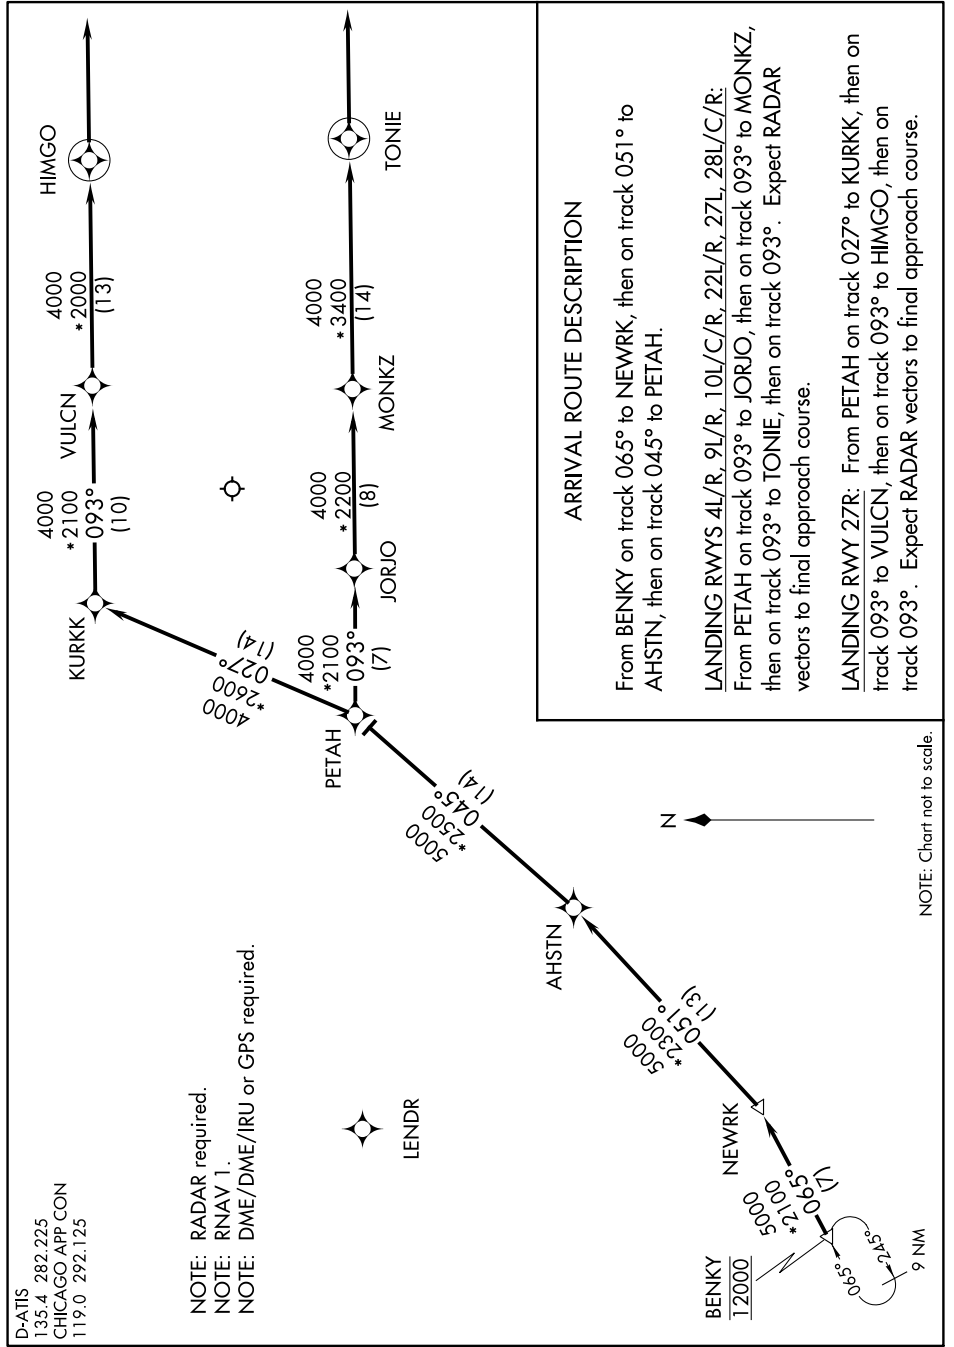 D-ATIS
135.4 282.225
CHICAGO APP CON
119.0 292.125
NOTE: RADAR required.
NOTE: RNAV 1.
NOTE: DME/DME/IRU or GPS required.
LENDR
BENKY
12000
065°
245°
9 NM
5000
*2100
065°
(7)
NEWRK
5000
*2300
051°
(13)
AHSTN
5000
*2500
045°
(14)
PETAH
4000
*2600
027°
(14)
KURKK
4000
*2100
093°
(10)
VULCN
4000
*2000
(13)
HIMGO
4000
*2100
093°
(7)
JORJO
4000
*2200
(8)
MONKZ
4000
*3400
(14)
TONIE
N
NOTE: Chart not to scale.
ARRIVAL ROUTE DESCRIPTION
From BENKY on track 065° to NEWRK, then on track 051° to
AHSTN, then on track 045° to PETAH.
LANDING RWYS 4L/R, 9L/R, 10L/C/R, 22L/R, 27L, 28L/C/R:
From PETAH on track 093° to JORJO, then on track 093° to MONKZ,
then on track 093° to TONIE, then on track 093°. Expect RADAR
vectors to final approach course.
LANDING RWY 27R: From PETAH on track 027° to KURKK, then on
track 093° to VULCN, then on track 093° to HIMGO, then on
track 093°. Expect RADAR vectors to final approach course.